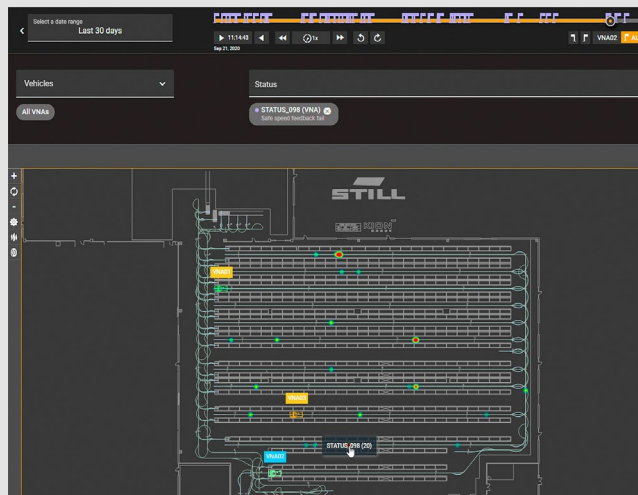 Select a date range
Last 30 days
11:14:43
1x
VNA02
Sep 21, 2020
Vehicles
Status
All VNAs
STATUS_098 (VNA)
Safe speed feedback fail
STILL
KION
VNA01
VNA03
STATUS_098 (20)
VNA02